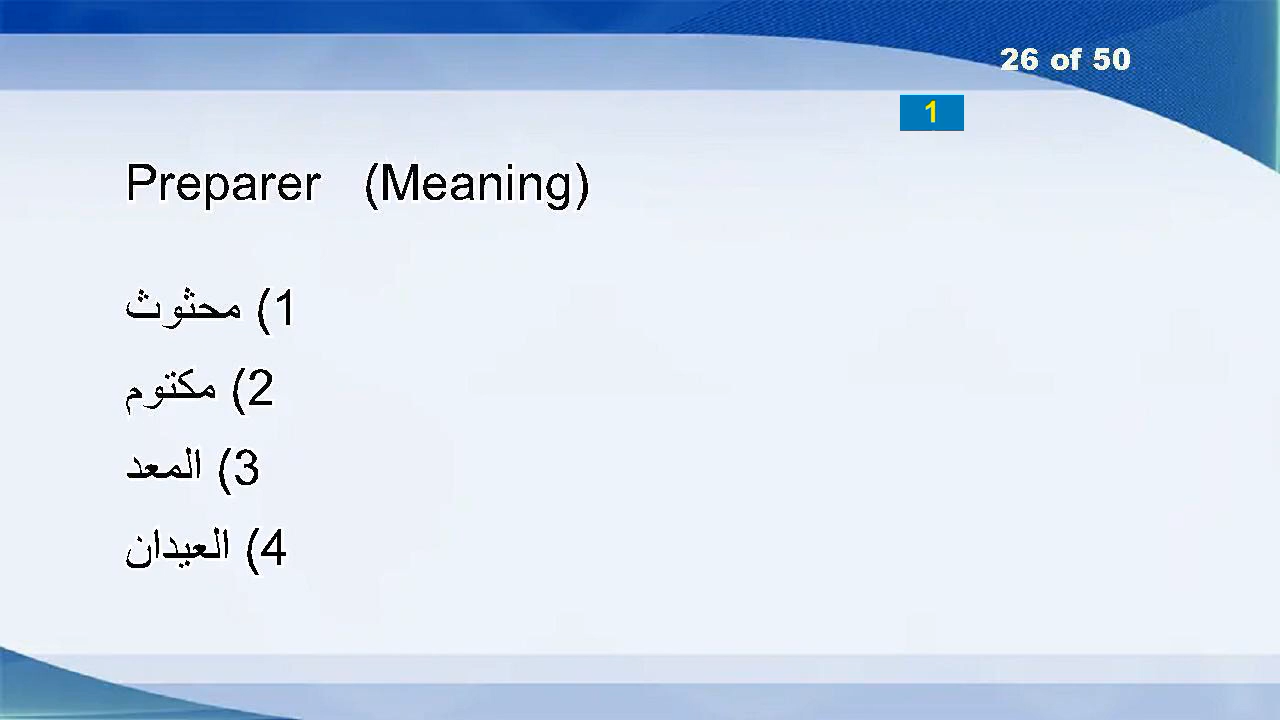 26 of 50
1
Preparer (Meaning)
1) محثوث
2) مكتوم
3) المعد
4) العيدان